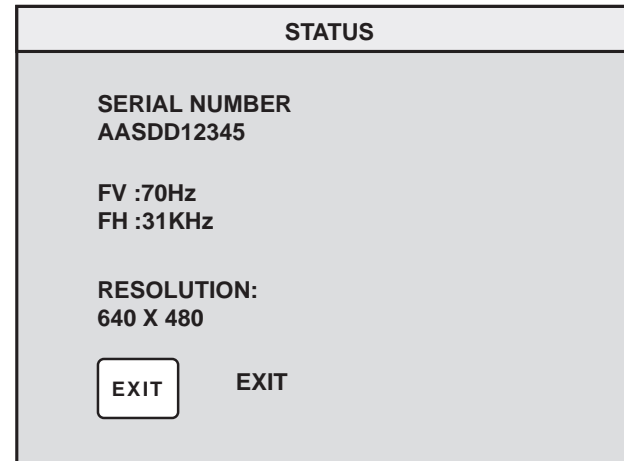 STATUS
SERIAL NUMBER
AASDD12345
FV :70Hz
FH :31KHz
RESOLUTION:
640 X 480
EXIT EXIT